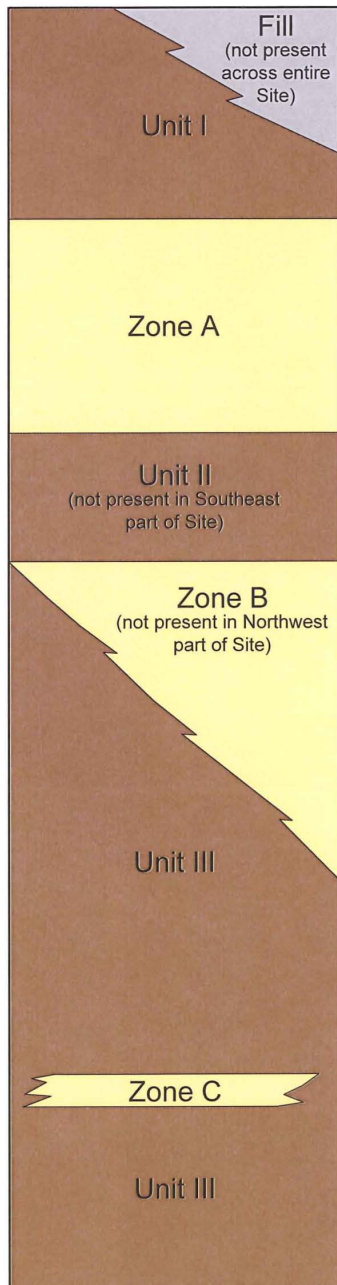 Fill
(not present
across entire
Site)
Unit I
Zone A
Unit II
(not present in Southeast
part of Site)
Zone B
(not present in Northwest
part of Site)
Unit III
Zone C
Unit III